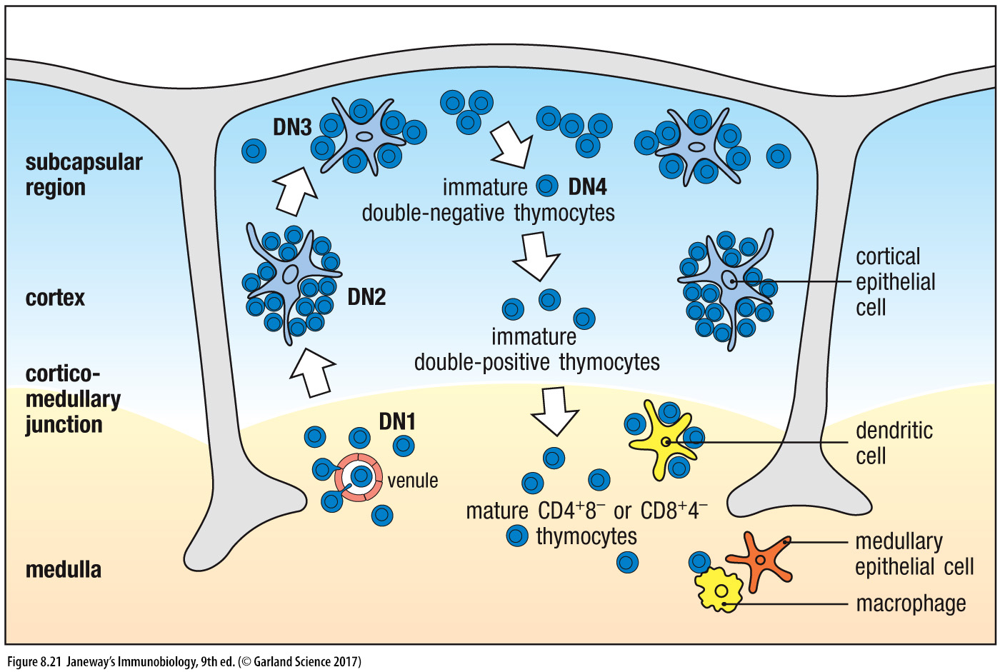 DN3
subcapsular
region
immature DN4
double-negative thymocytes
cortical
epithelial
cell
cortex
DN2
immature
double-positive thymocytes
cortico-
medullary
junction
DN1
dendritic
cell
venule
mature CD4⁺8⁻ or CD8⁺4⁻
thymocytes
medulla
medullary
epithelial cell
macrophage
Figure 8.21 Janeway's Immunobiology, 9th ed. (© Garland Science 2017)